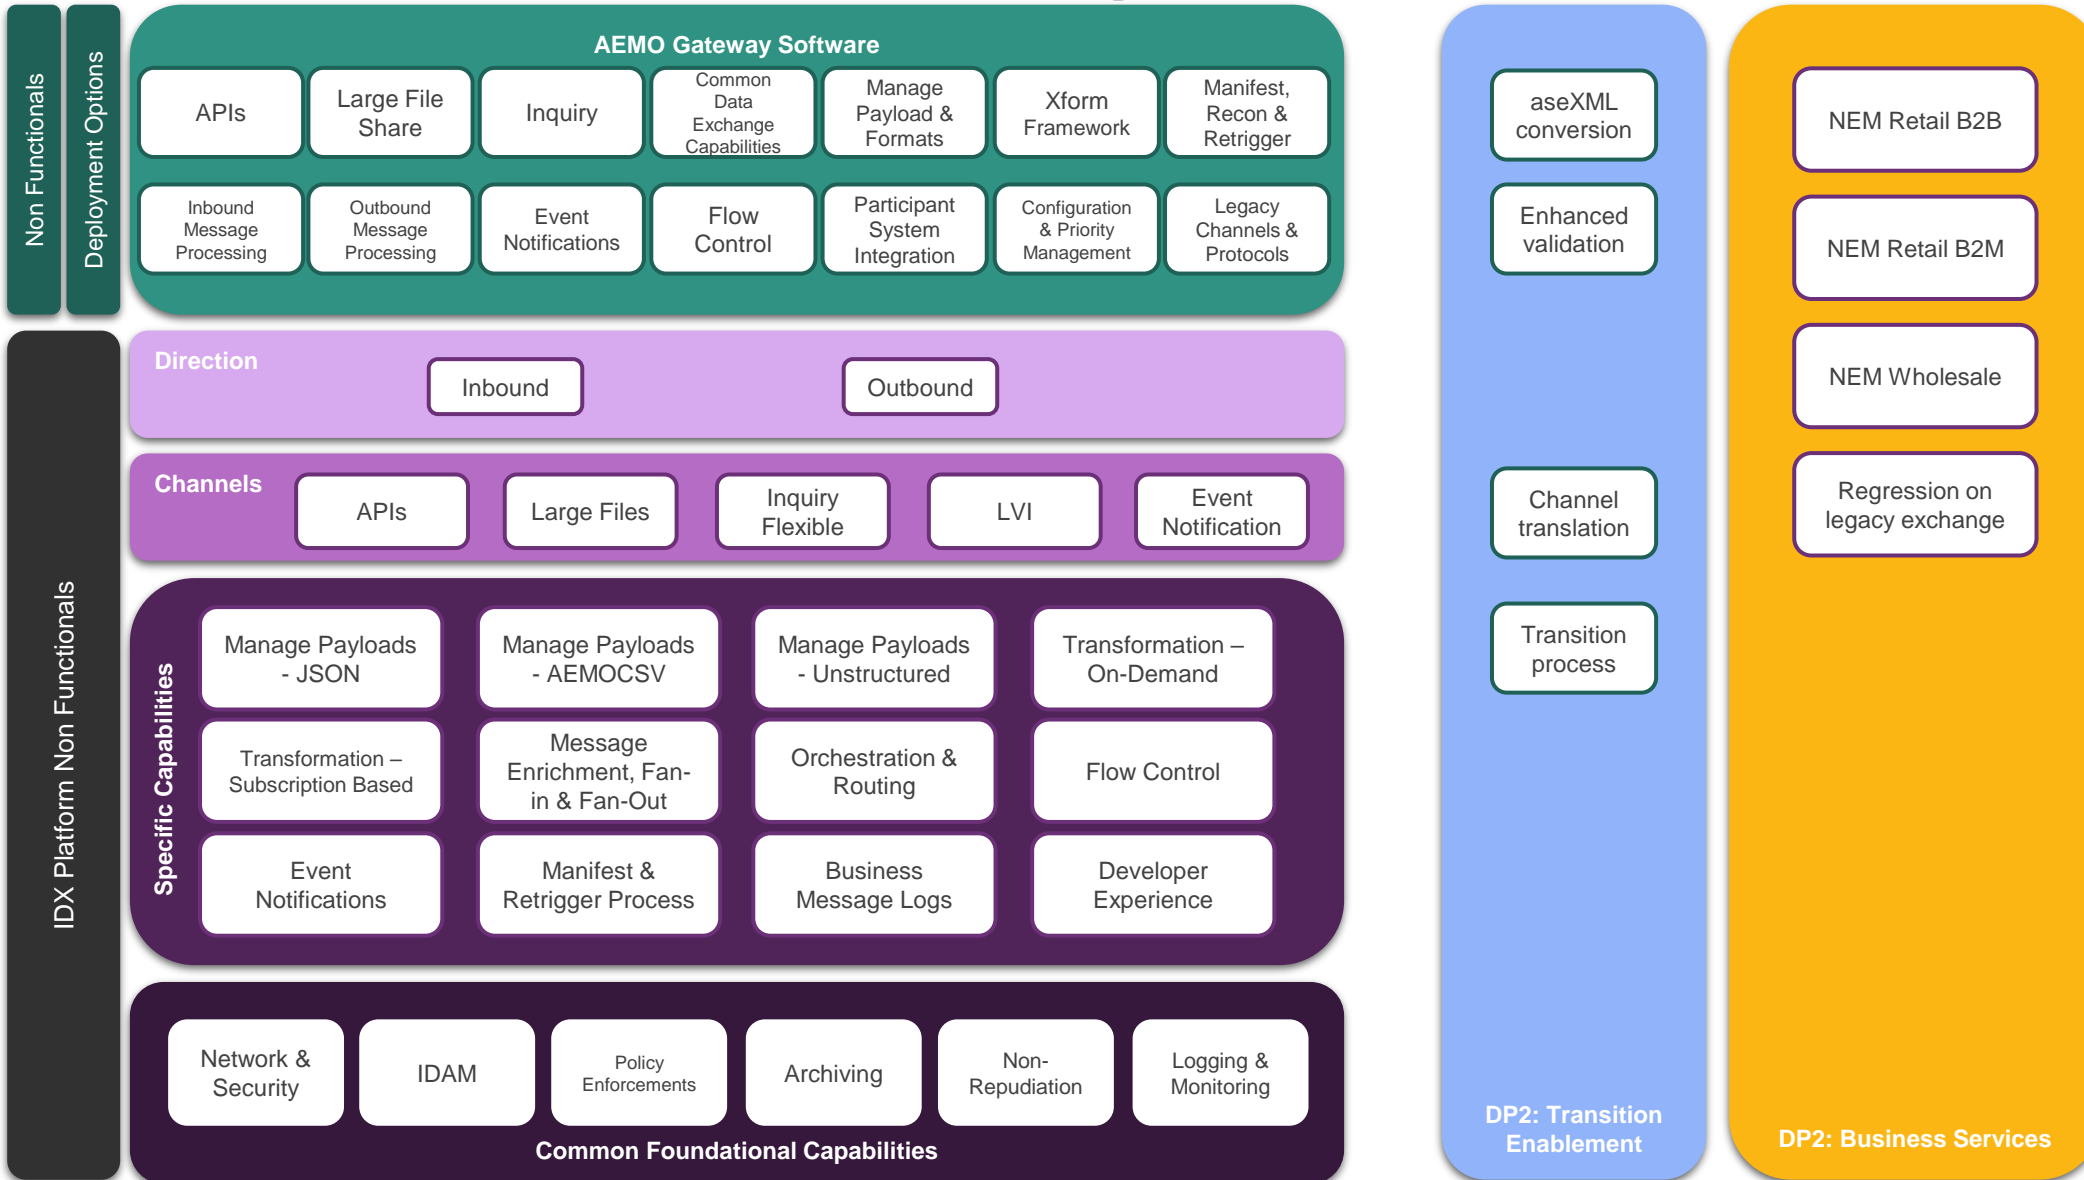 Non Functionals
Deployment Options
AEMO Gateway Software
APIs
Large File
Share
Inquiry
Common
Data
Exchange
Capabilities
Manage
Payload &
Formats
Xform
Framework
Manifest,
Recon &
Retrigger
Inbound
Message
Processing
Outbound
Message
Processing
Event
Notifications
Flow
Control
Participant
System
Integration
Configuration
& Priority
Management
Legacy
Channels &
Protocols
IDX Platform Non Functionals
Direction
Inbound
Outbound
Channels
APIs
Large Files
Inquiry
Flexible
LVI
Event
Notification
Specific Capabilities
Manage Payloads
- JSON
Manage Payloads
- AEMOCSV
Manage Payloads
- Unstructured
Transformation –
On-Demand
Transformation –
Subscription Based
Message
Enrichment, Fan-
in & Fan-Out
Orchestration &
Routing
Flow Control
Event
Notifications
Manifest &
Retrigger Process
Business
Message Logs
Developer
Experience
Network &
Security
IDAM
Policy
Enforcements
Archiving
Non-
Repudiation
Logging &
Monitoring
Common Foundational Capabilities
aseXML
conversion
Enhanced
validation
Channel
translation
Transition
process
DP2: Transition
Enablement
NEM Retail B2B
NEM Retail B2M
NEM Wholesale
Regression on
legacy exchange
DP2: Business Services